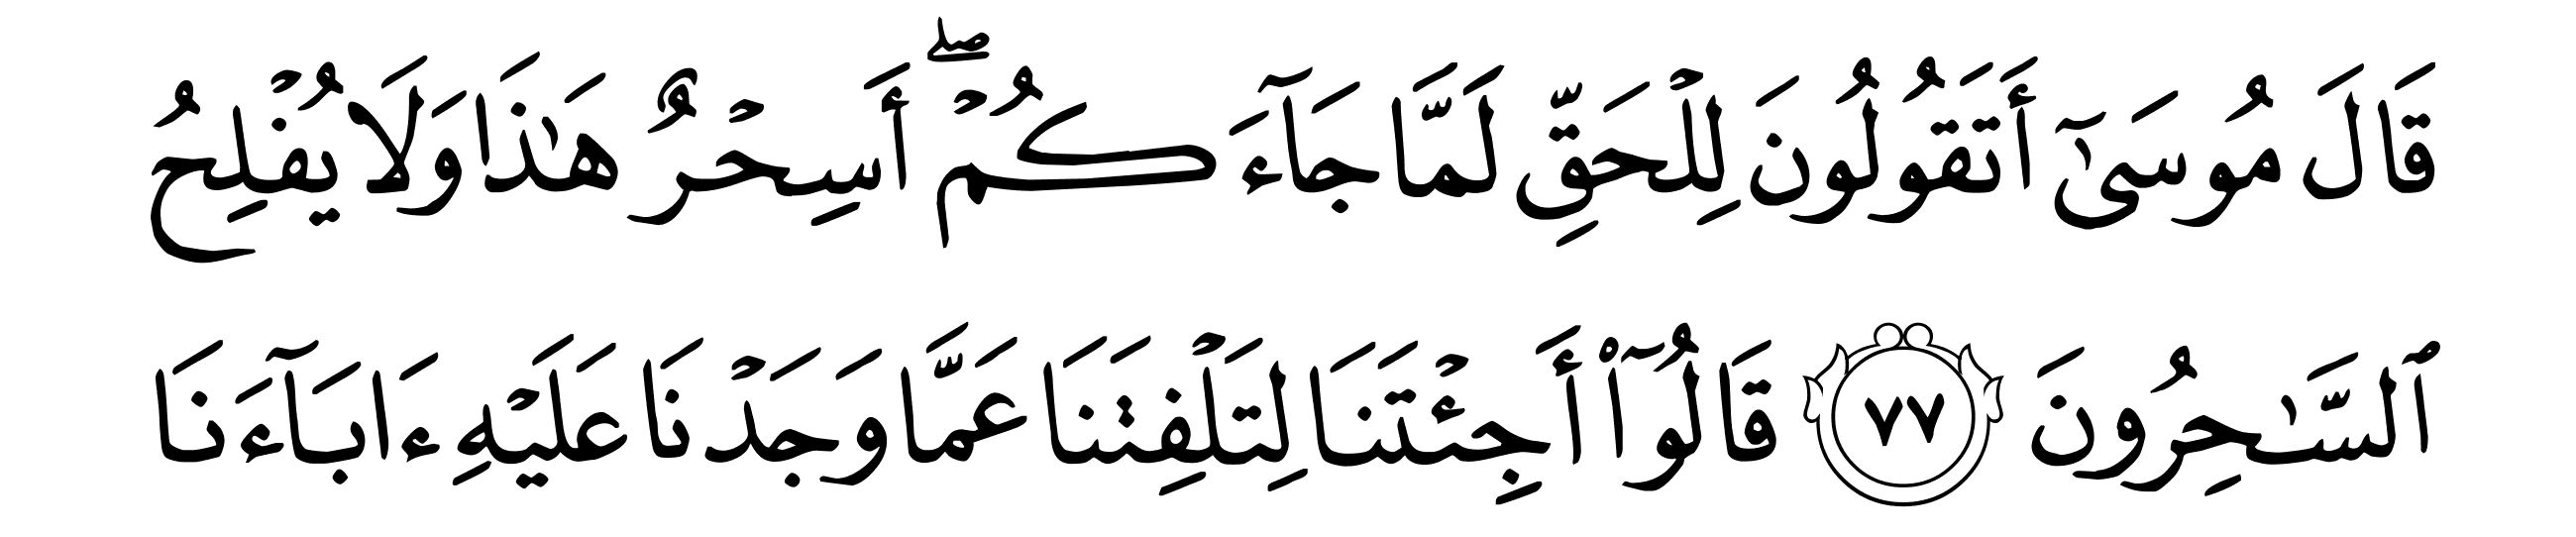 قَالَ مُوسَىٰٓ أَتَقُولُونَ لِلْحَقِّ لَمَّا جَآءَكُمْ ۖ أَسِحْرٌ هَٰذَا وَلَا يُفْلِحُ
ٱلسَّٰحِرُونَ ٧٧ قَالُوٓا۟ أَجِئْتَنَا لِتَلْفِتَنَا عَمَّا وَجَدْنَا عَلَيْهِ ءَابَآءَنَا